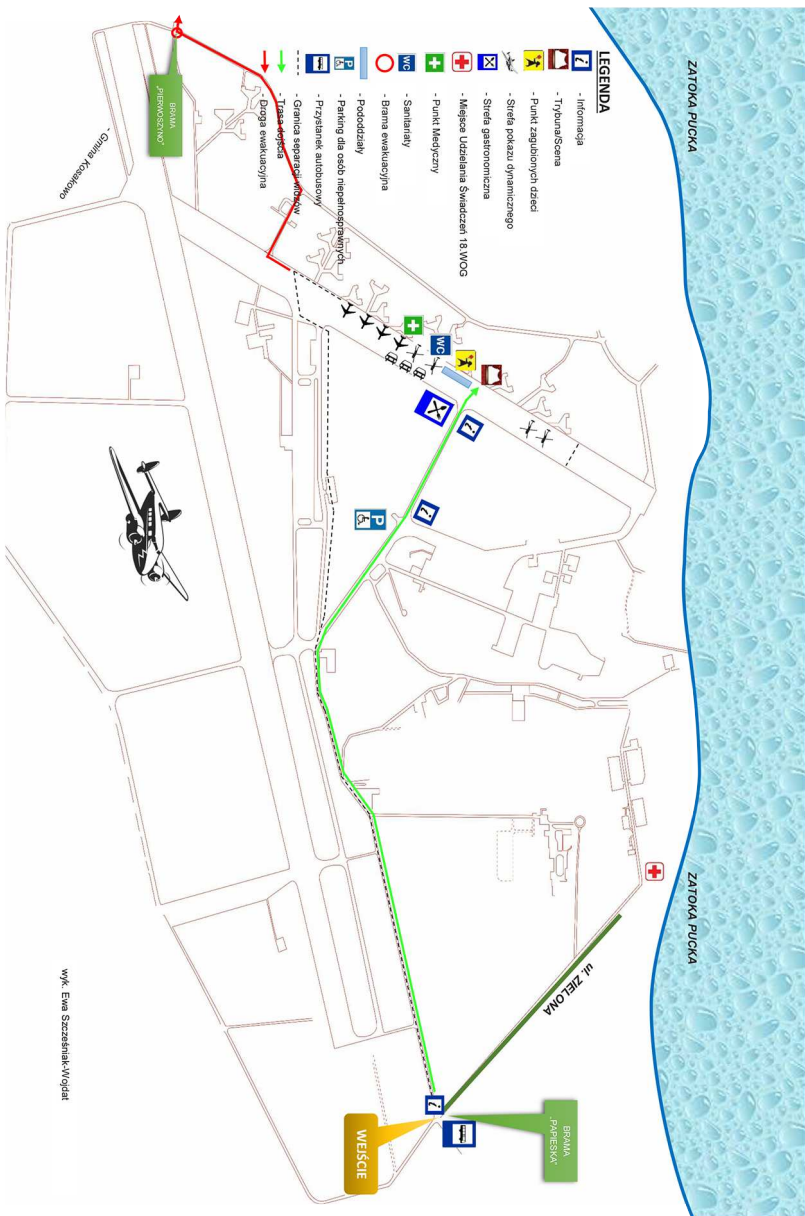 ZATOKA PUCKA
ZATOKA PUCKA
LEGENDA
- Informacja
- Trybuna/Scena
- Punkt zagubionych dzieci
- Strefa pokazu dynamicznego
- Strefa gastronomiczna
- Miejsce Udzielania Świadczeń 18.WOG
- Punkt Medyczny
- Sanitariaty
- Brama ewakuacyjna
- Pododdziały
- Parking dla osób niepełnosprawnych
- Przystanek autobusowy
- Granica separacji widzów
- Trasa dojścia
- Droga ewakuacyjna
WC
P
BRAMA
„PIERWOSZYNO”
- Gmina Kosakowo
WC
i
i
P
ul. ZIELONA
i
BRAMA
„PAPIESKA”
WEJŚCIE
wyk. Ewa Szcześniak-Wojdat